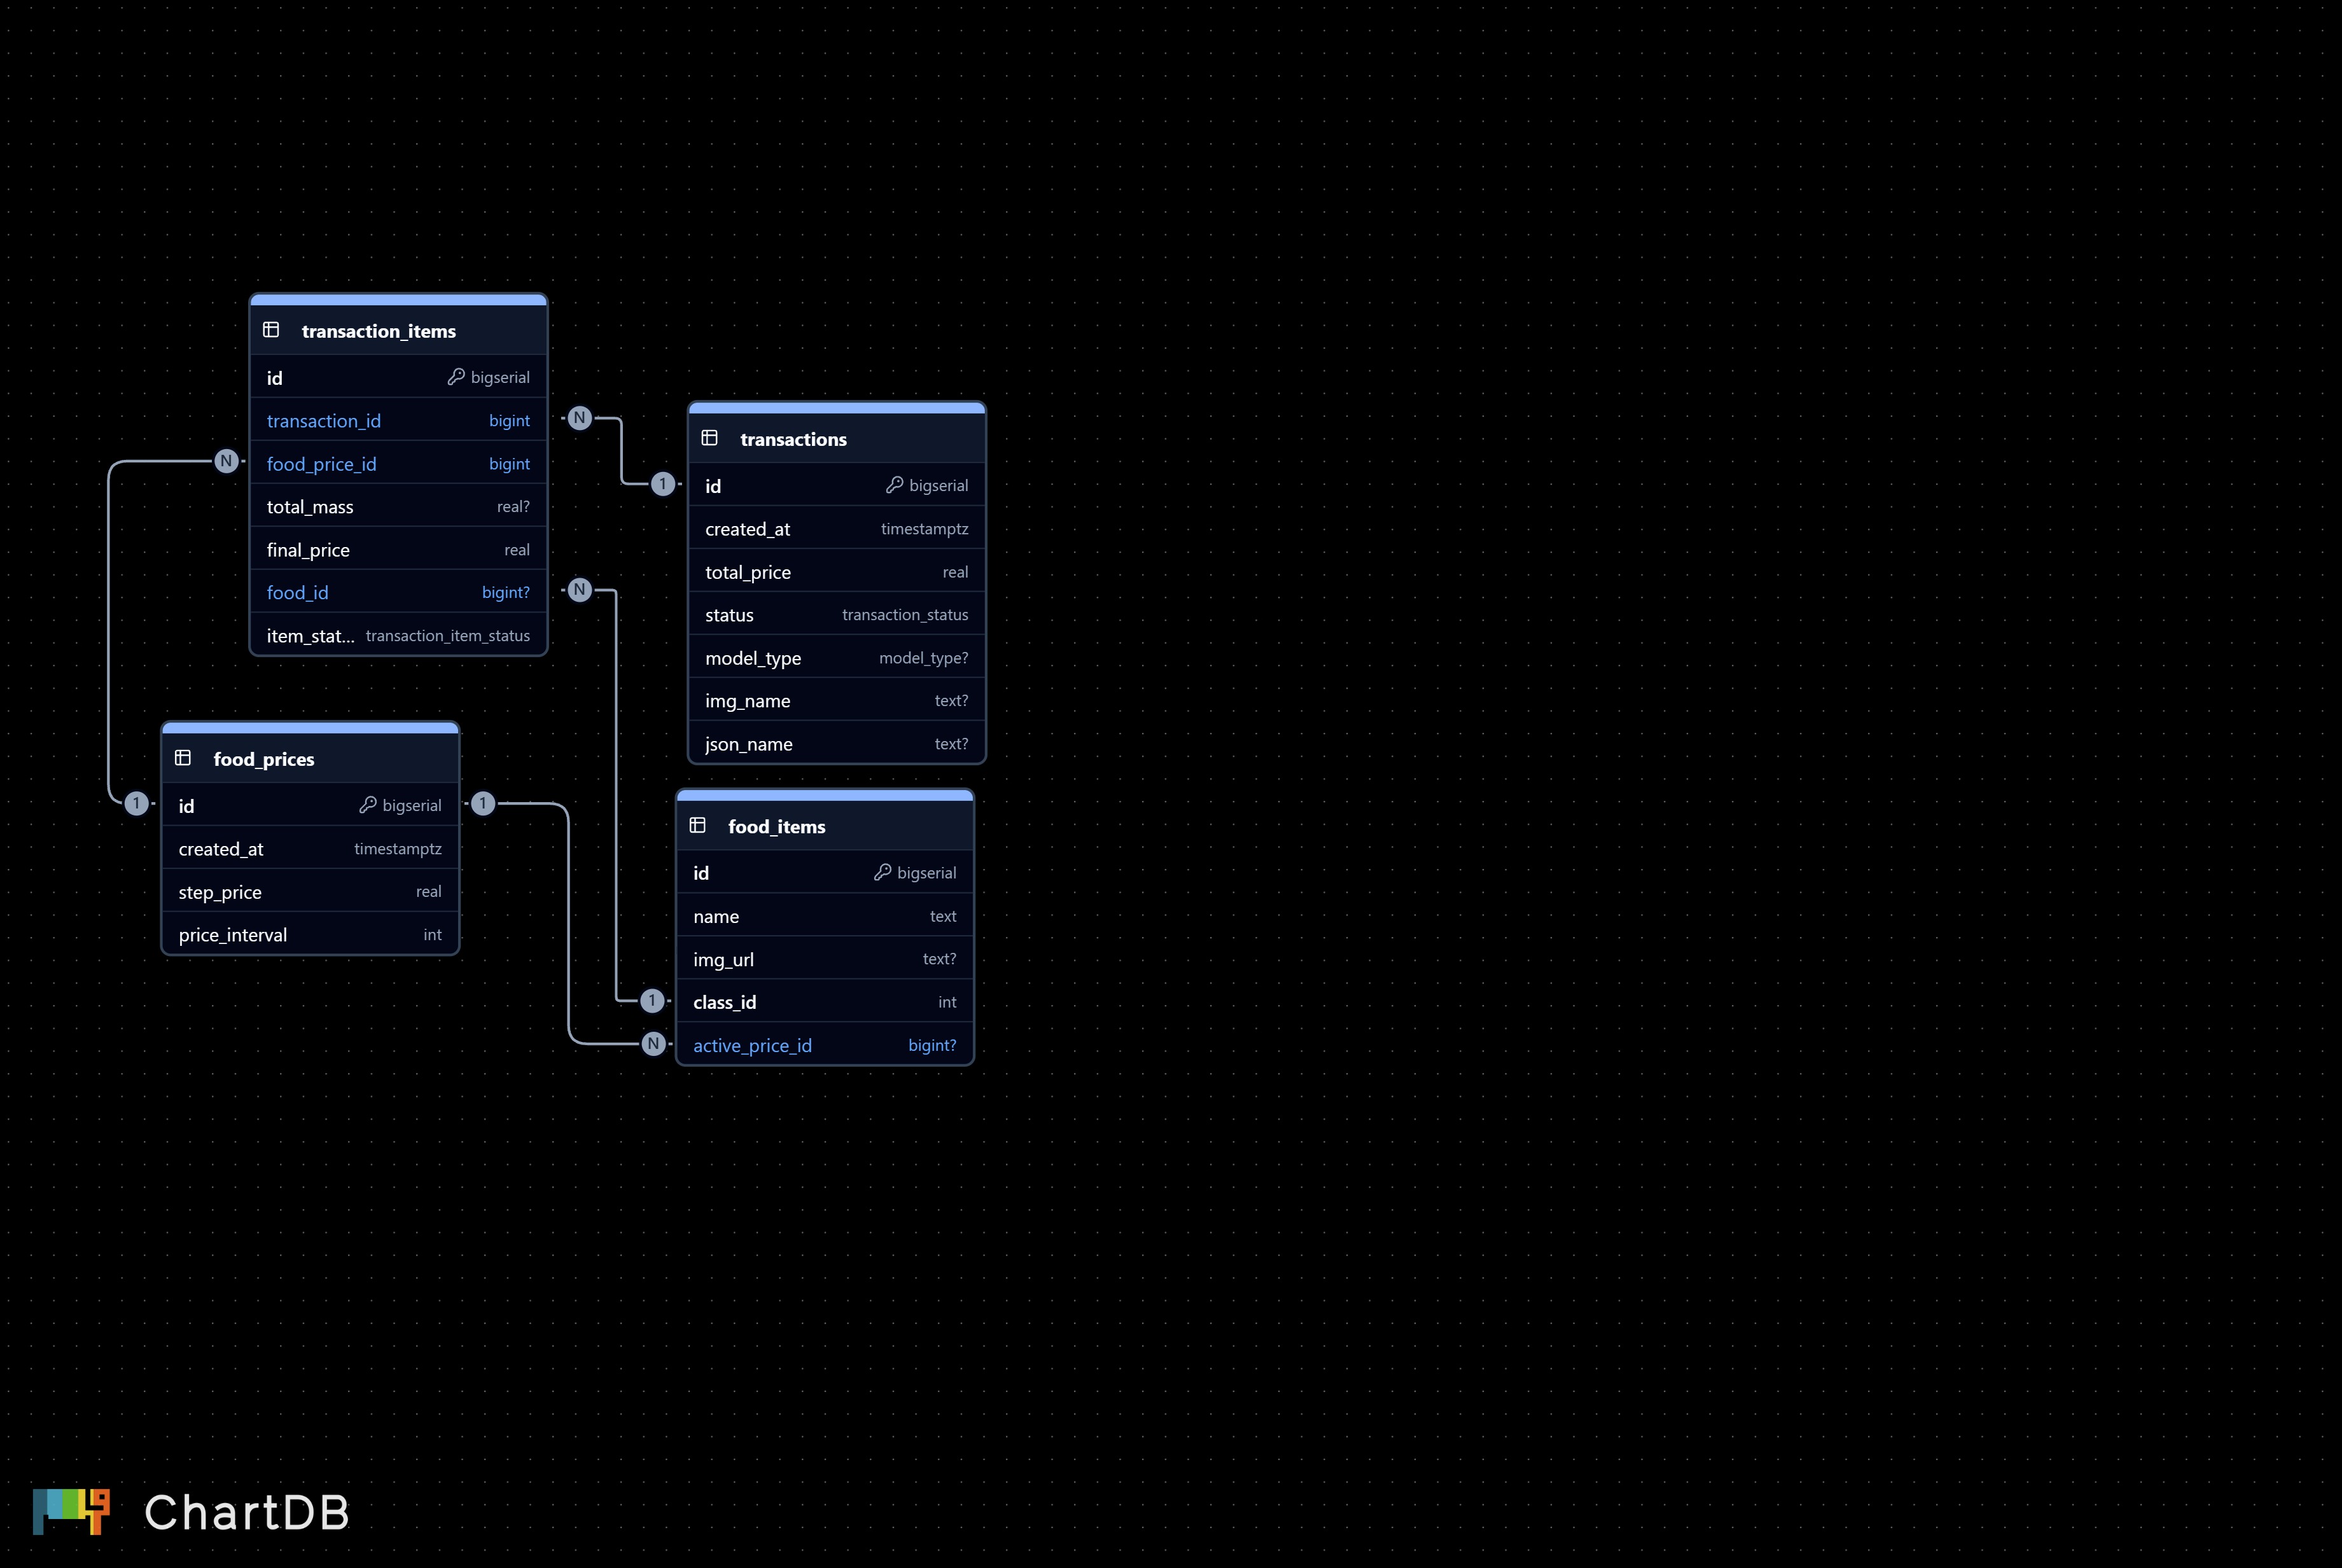 transaction_items
id bigserial
transaction_id bigint
N
food_price_id bigint
N
total_mass real?
final_price real
food_id bigint?
N
item_stat... transaction_item_status
transactions
1
id bigserial
created_at timestamptz
total_price real
status transaction_status
model_type model_type?
img_name text?
json_name text?
food_prices
1
id bigserial
1
created_at timestamptz
step_price real
price_interval int
food_items
id bigserial
name text
img_url text?
1
class_id int
N
active_price_id bigint?
ChartDB